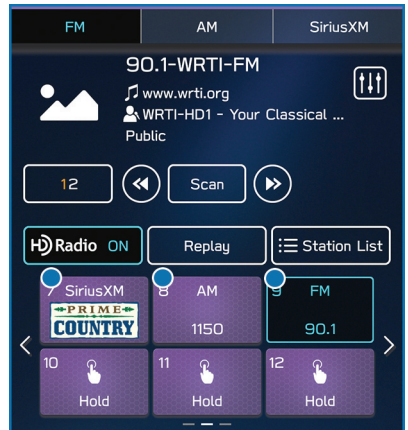 FM AM SiriusXM
90.1-WRTI-FM
www.wrti.org
WRTI-HD1 - Your Classical ...
Public
12 Scan
HD Radio ON Replay Station List
7 SiriusXM 8 AM 9 FM
PRIME
COUNTRY 1150 90.1
10 11 12
Hold Hold Hold